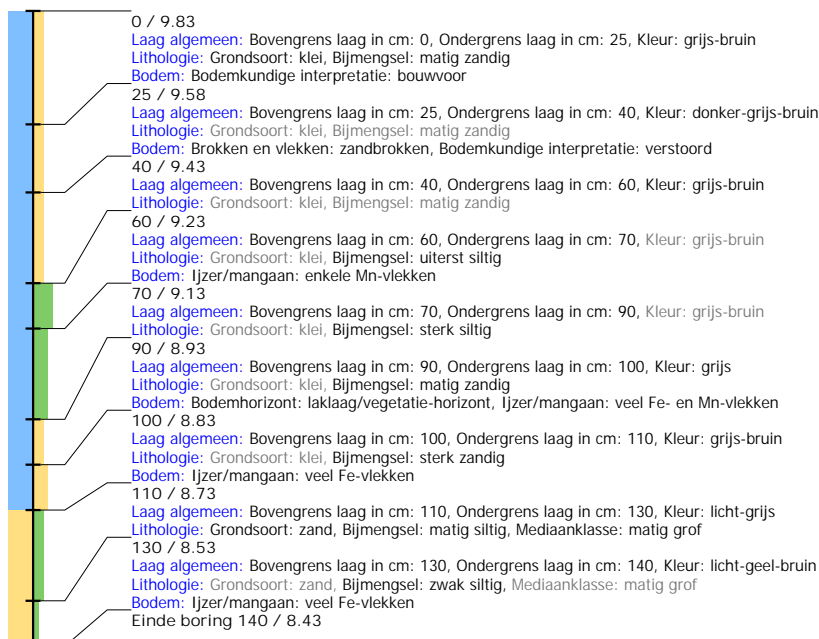 0 / 9.83
Laag algemeen: Bovengrens laag in cm: 0, Ondergrens laag in cm: 25, Kleur: grijs-bruin
Lithologie: Grondsoort: klei, Bijmengsel: matig zandig
Bodem: Bodemkundige interpretatie: bouwvoor
25 / 9.58
Laag algemeen: Bovengrens laag in cm: 25, Ondergrens laag in cm: 40, Kleur: donker-grijs-bruin
Lithologie: Grondsoort: klei, Bijmengsel: matig zandig
Bodem: Brokken en vlekken: zandbrokken, Bodemkundige interpretatie: verstoord
40 / 9.43
Laag algemeen: Bovengrens laag in cm: 40, Ondergrens laag in cm: 60, Kleur: grijs-bruin
Lithologie: Grondsoort: klei, Bijmengsel: matig zandig
60 / 9.23
Laag algemeen: Bovengrens laag in cm: 60, Ondergrens laag in cm: 70, Kleur: grijs-bruin
Lithologie: Grondsoort: klei, Bijmengsel: uiterst siltig
Bodem: Ijzer/mangaan: enkele Mn-vlekken
70 / 9.13
Laag algemeen: Bovengrens laag in cm: 70, Ondergrens laag in cm: 90, Kleur: grijs-bruin
Lithologie: Grondsoort: klei, Bijmengsel: sterk siltig
90 / 8.93
Laag algemeen: Bovengrens laag in cm: 90, Ondergrens laag in cm: 100, Kleur: grijs
Lithologie: Grondsoort: klei, Bijmengsel: matig zandig
Bodem: Bodemhorizont: laklaag/vegetatie-horizont, Ijzer/mangaan: veel Fe- en Mn-vlekken
100 / 8.83
Laag algemeen: Bovengrens laag in cm: 100, Ondergrens laag in cm: 110, Kleur: grijs-bruin
Lithologie: Grondsoort: klei, Bijmengsel: sterk zandig
Bodem: Ijzer/mangaan: veel Fe-vlekken
110 / 8.73
Laag algemeen: Bovengrens laag in cm: 110, Ondergrens laag in cm: 130, Kleur: licht-grijs
Lithologie: Grondsoort: zand, Bijmengsel: matig siltig, Mediaanklasse: matig grof
130 / 8.53
Laag algemeen: Bovengrens laag in cm: 130, Ondergrens laag in cm: 140, Kleur: licht-geel-bruin
Lithologie: Grondsoort: zand, Bijmengsel: zwak siltig, Mediaanklasse: matig grof
Bodem: Ijzer/mangaan: veel Fe-vlekken
Einde boring 140 / 8.43